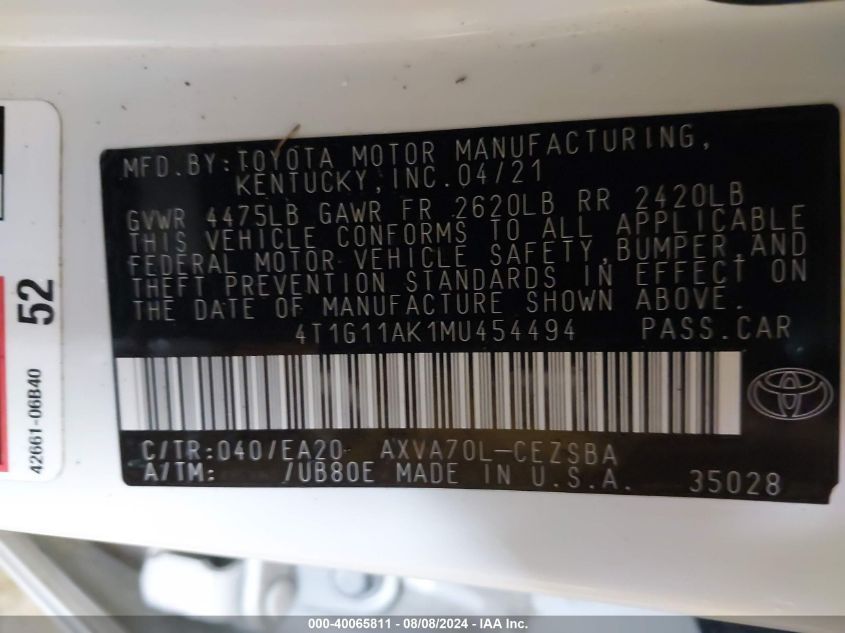 MFD.BY:TOYOTA MOTOR MANUFACTURING,
KENTUCKY,INC.04/21
GVWR 4475LB GAWR FR 2620LB RR 2420LB
THIS VEHICLE CONFORMS TO ALL APPLICABLE
FEDERAL MOTOR VEHICLE SAFETY,BUMPER,AND
THEFT PREVENTION STANDARDS IN EFFECT ON
THE DATE OF MANUFACTURE SHOWN ABOVE.
4T1G11AK1MU454494 PASS.CAR
C/TR:040/EA20 AXVA70L-CEZSBA
A/TM: /UB80E MADE IN U.S.A. 35028
52
42661-06B40
000-40065811 - 08/08/2024 - IAAI Inc.